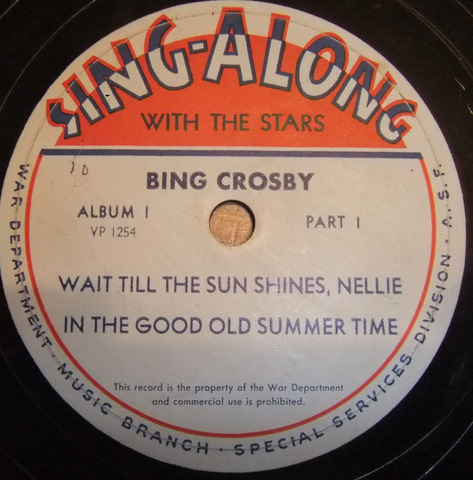 SING-ALONG
WITH THE STARS
BING CROSBY
ALBUM 1
VP 1254
PART 1
WAIT TILL THE SUN SHINES, NELLIE
IN THE GOOD OLD SUMMER TIME
This record is the property of the War Department
and commercial use is prohibited.
WAR DEPARTMENT · MUSIC BRANCH · SPECIAL SERVICES DIVISION · A. S. F.